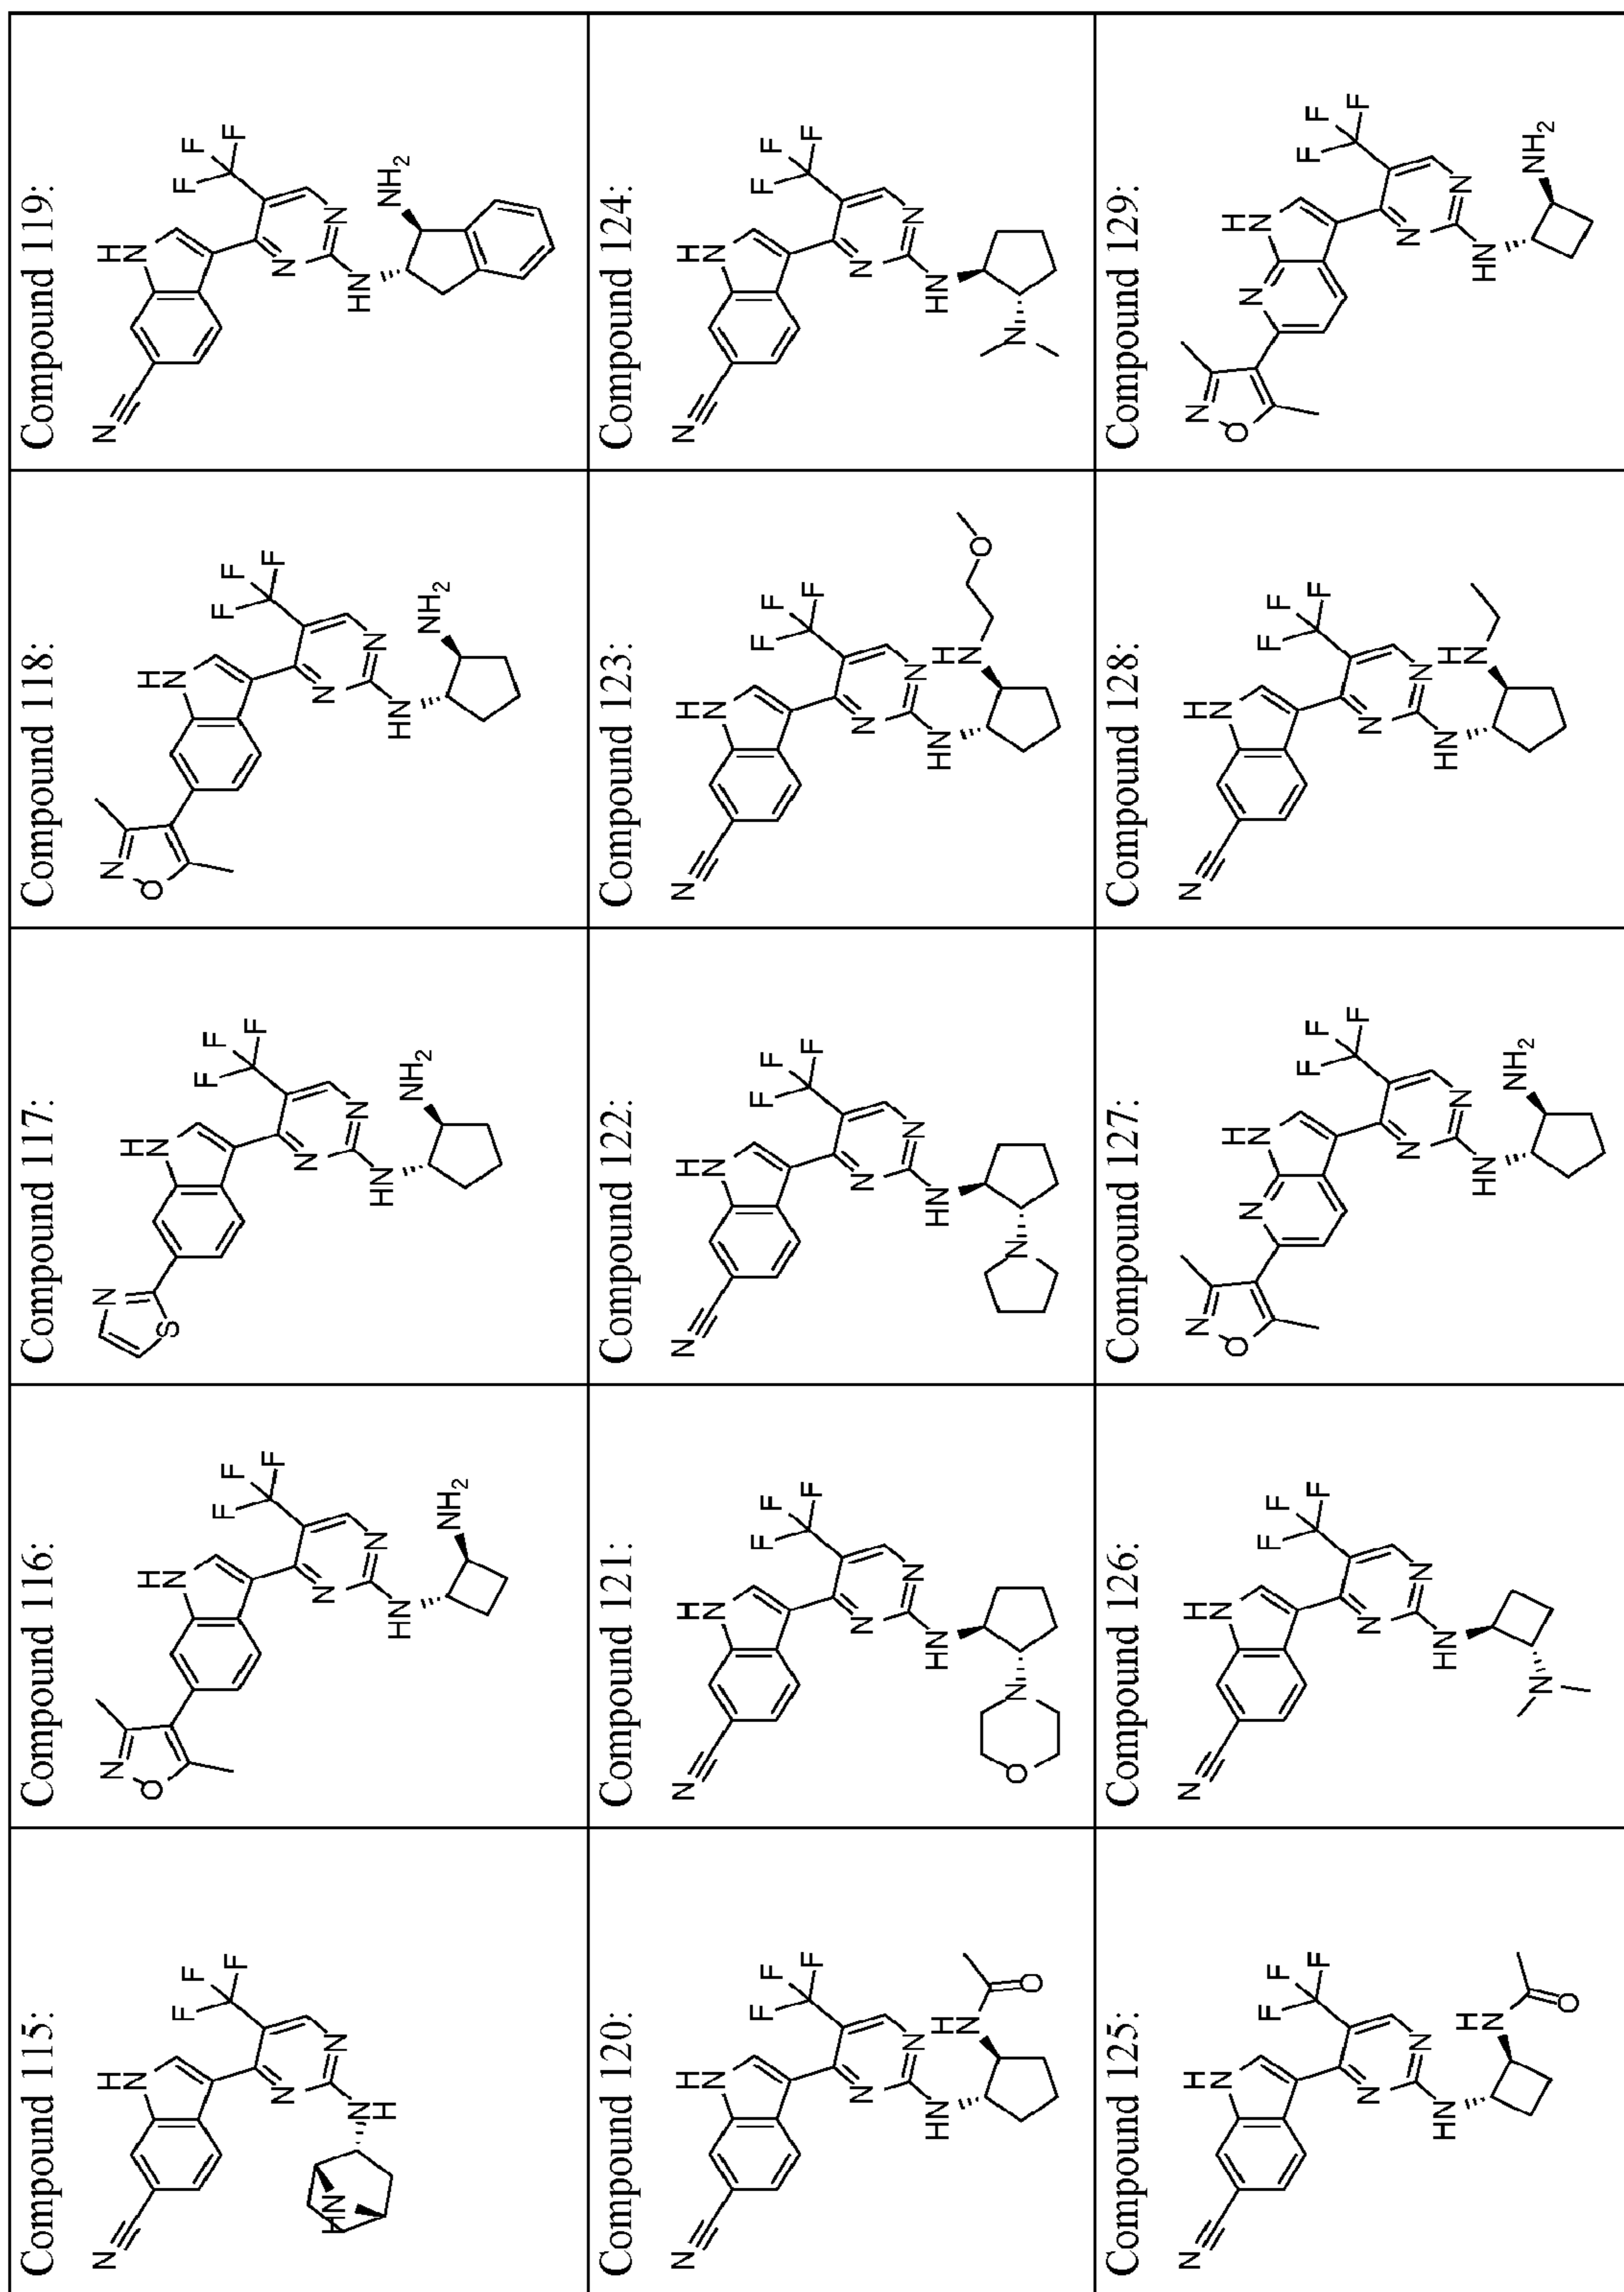 Compound 115:
Compound 116:
Compound 117:
Compound 118:
Compound 119:
Compound 120:
Compound 121:
Compound 122:
Compound 123:
Compound 124:
Compound 125:
Compound 126:
Compound 127:
Compound 128:
Compound 129: